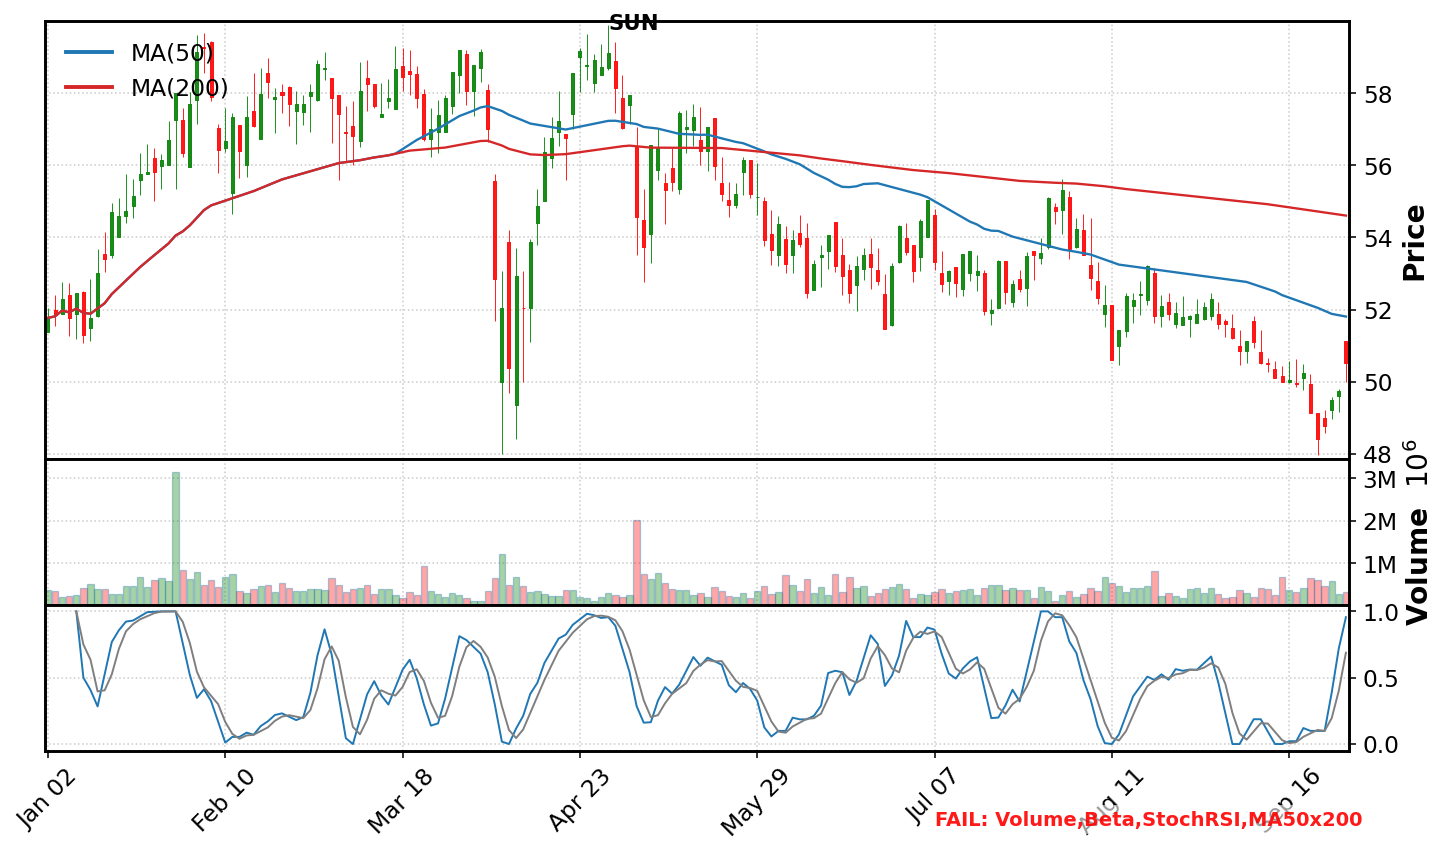 SUN
MA(50)
MA(200)
58
56
54
52
50
48
Price
10^6
3M
2M
1M
Volume
1.0
0.5
0.0
Jan 02
Feb 10
Mar 18
Apr 23
May 29
Jul 07
Aug 11
Sep 16
FAIL: Volume,Beta,StochRSI,MA50x200